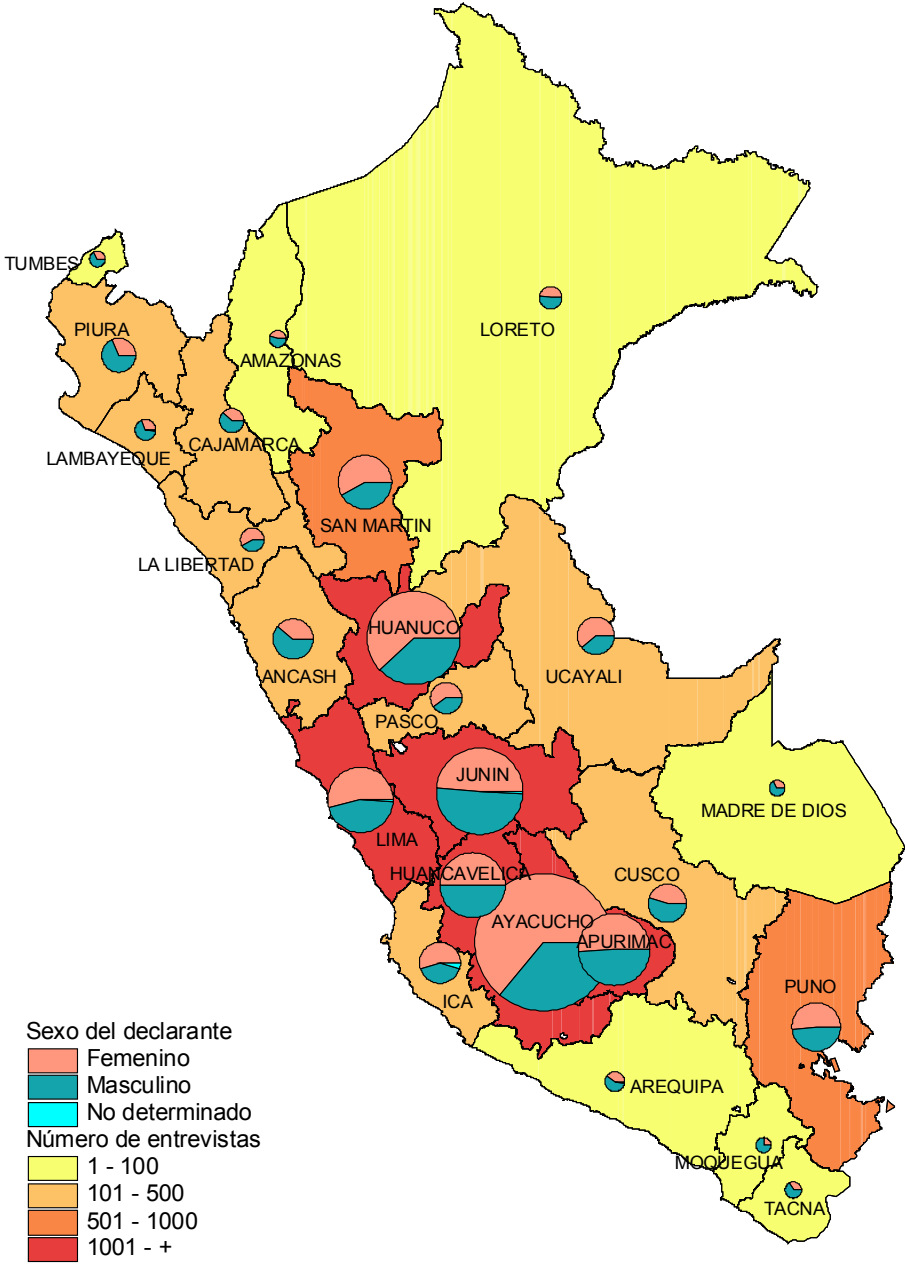 TUMBES
PIURA
LORETO
AMAZONAS
LAMBAYEQUE
CAJAMARCA
SAN MARTIN
LA LIBERTAD
HUANUCO
ANCASH
UCAYALI
PASCO
JUNIN
MADRE DE DIOS
LIMA
HUANCAVELICA
CUSCO
AYACUCHO
APURIMAC
PUNO
ICA
AREQUIPA
MOQUEGUA
TACNA
Sexo del declarante
Femenino
Masculino
No determinado
Número de entrevistas
1 - 100
101 - 500
501 - 1000
1001 - +